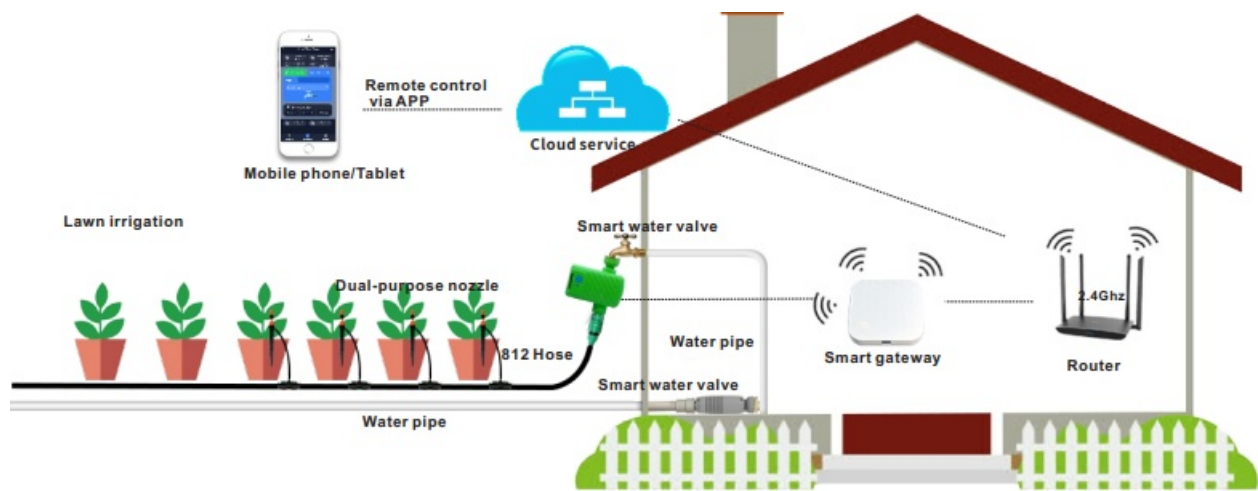 Remote control
via APP
Cloud service
Mobile phone/Tablet
Lawn irrigation
Smart water valve
Dual-purpose nozzle
2.4Ghz
812 Hose
Water pipe
Smart gateway
Router
Smart water valve
Water pipe